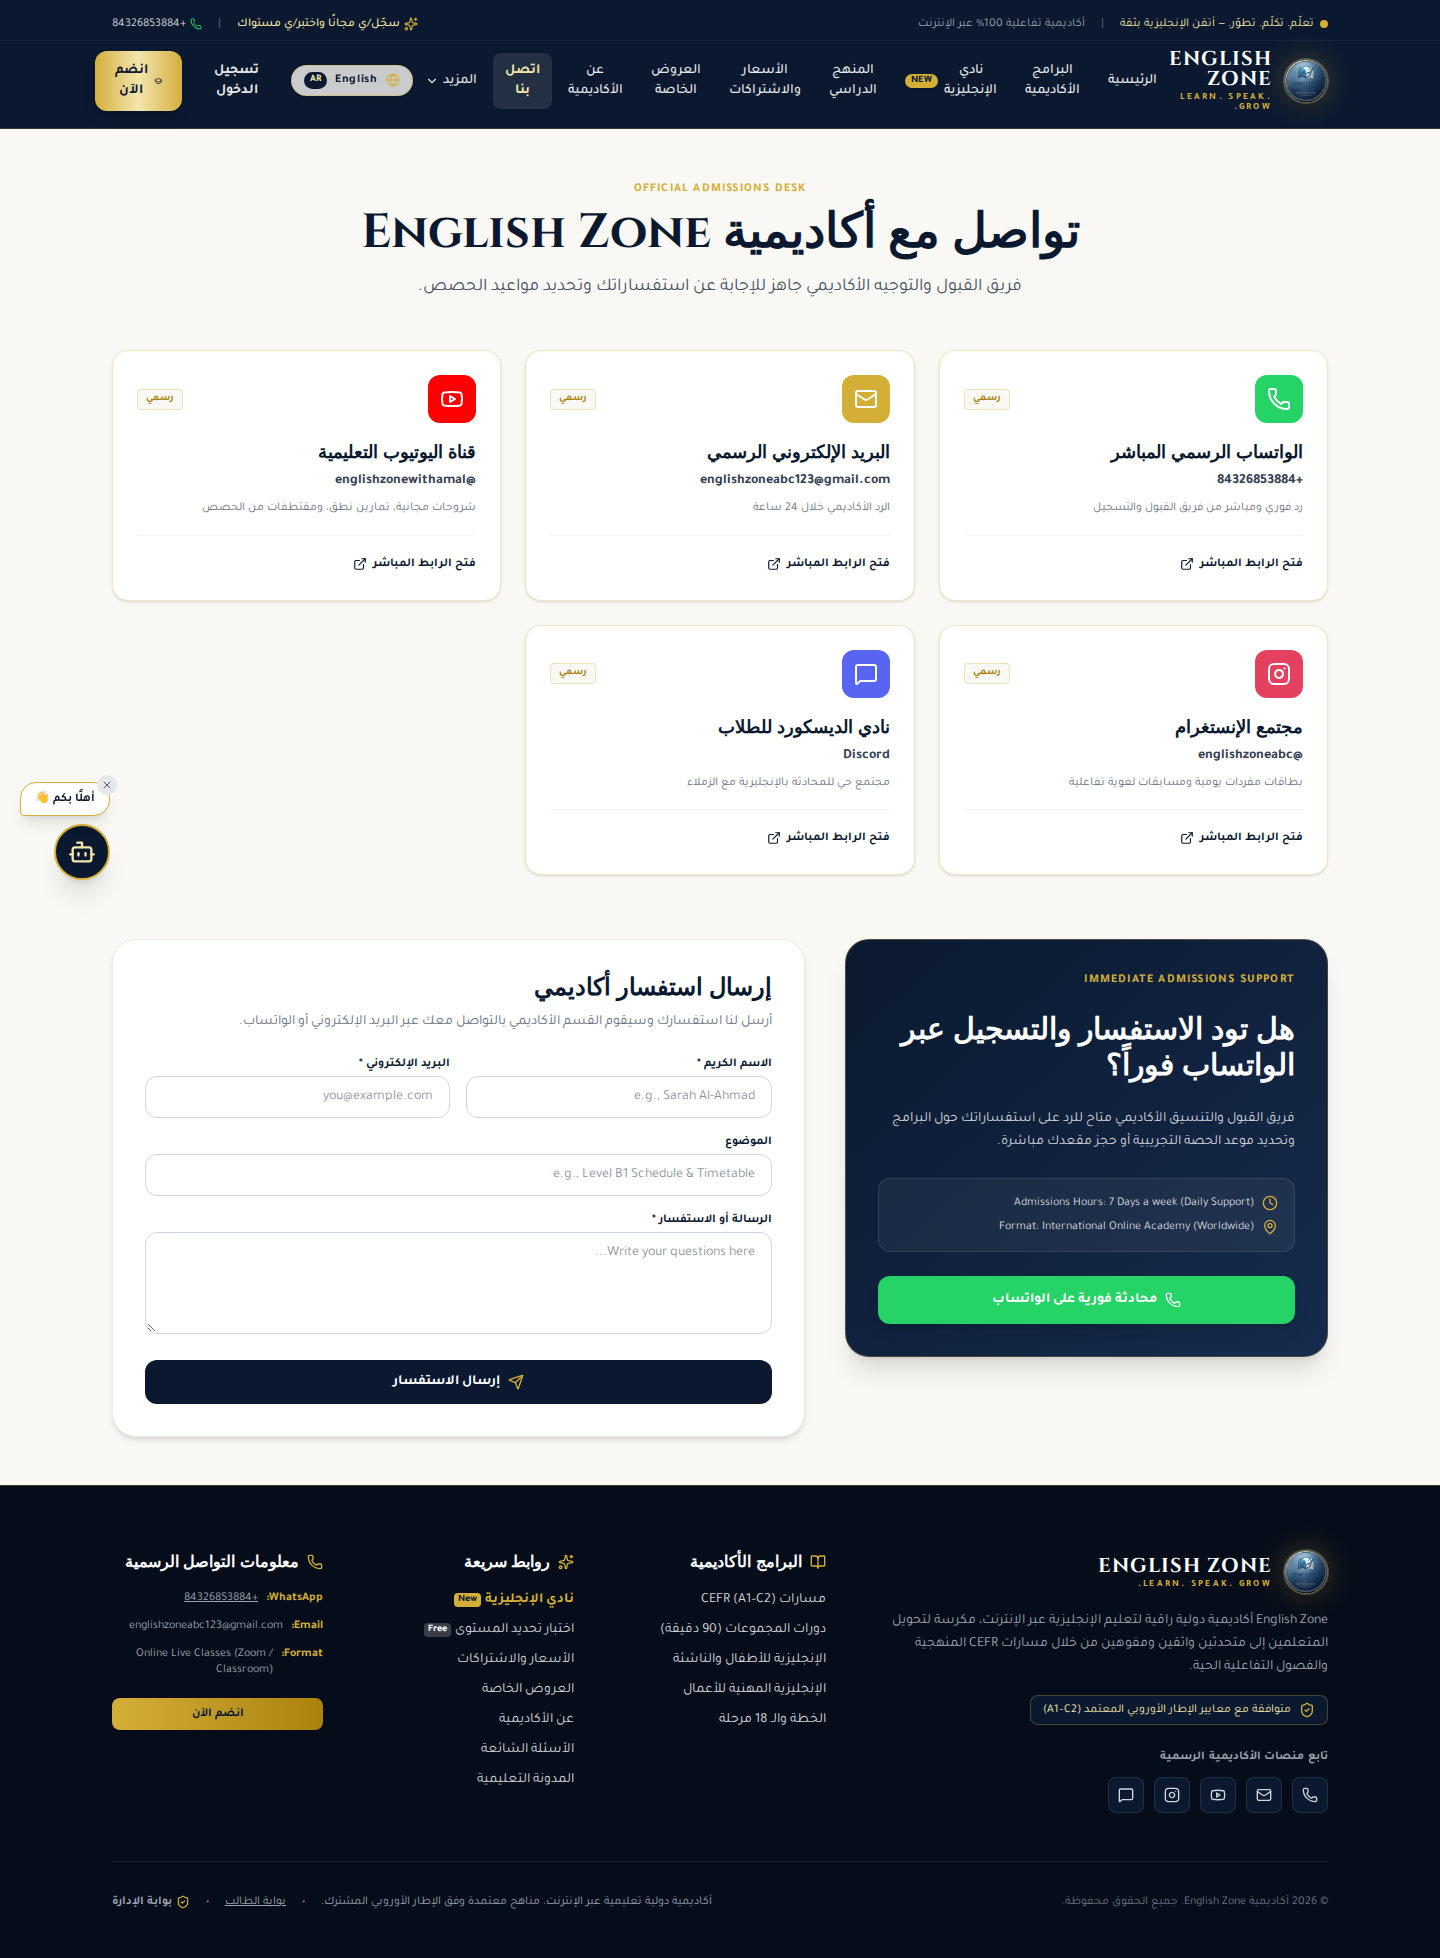 تعلّم. تكلّم. تطوّر. — أتقن الإنجليزية بثقة | أكاديمية تفاعلية 100% عبر الإنترنت
سجّل/ي مجانًا واختبر/ي مستواك | +84326853884
ENGLISH
ZONE
LEARN. SPEAK.
GROW.
الرئيسية
البرامج
الأكاديمية
نادي
الإنجليزية
NEW
المنهج
الدراسي
الأسعار
والاشتراكات
العروض
الخاصة
عن
الأكاديمية
اتصل
بنا
المزيد
English AR
تسجيل
الدخول
انضم
الآن
OFFICIAL ADMISSIONS DESK
تواصل مع أكاديمية English Zone
فريق القبول والتوجيه الأكاديمي جاهز للإجابة عن استفساراتك وتحديد مواعيد الحصص.
رسمي
الواتساب الرسمي المباشر
+84326853884
رد فوري ومباشر من فريق القبول والتسجيل
فتح الرابط المباشر
رسمي
البريد الإلكتروني الرسمي
englishzoneabc123@gmail.com
الرد الأكاديمي خلال 24 ساعة
فتح الرابط المباشر
رسمي
قناة اليوتيوب التعليمية
@englishzonewithamal
شروحات مجانية، تمارين نطق، ومقتطفات من الحصص
فتح الرابط المباشر
رسمي
مجتمع الإنستغرام
@englishzoneabc
بطاقات مفردات يومية ومسابقات لغوية تفاعلية
فتح الرابط المباشر
رسمي
نادي الديسكورد للطلاب
Discord
مجتمع حي للمحادثة بالإنجليزية مع الزملاء
فتح الرابط المباشر
أهلًا بكم 👋
IMMEDIATE ADMISSIONS SUPPORT
هل تود الاستفسار والتسجيل عبر
الواتساب فوراً؟
فريق القبول والتنسيق الأكاديمي متاح للرد على استفساراتك حول البرامج
وتحديد موعد الحصة التجريبية أو حجز مقعدك مباشرة.
Admissions Hours: 7 Days a week (Daily Support)
Format: International Online Academy (Worldwide)
محادثة فورية على الواتساب
إرسال استفسار أكاديمي
أرسل لنا استفسارك وسيقوم القسم الأكاديمي بالتواصل معك عبر البريد الإلكتروني أو الواتساب.
الاسم الكريم *
e.g., Sarah Al-Ahmad
البريد الإلكتروني *
you@example.com
الموضوع
e.g., Level B1 Schedule & Timetable
الرسالة أو الاستفسار *
Write your questions here...
إرسال الاستفسار
ENGLISH ZONE
LEARN. SPEAK. GROW.
English Zone أكاديمية دولية راقية لتعليم الإنجليزية عبر الإنترنت، مكرسة لتحويل
المتعلمين إلى متحدثين واثقين ومفوهين من خلال مسارات CEFR المنهجية
والفصول التفاعلية الحية.
متوافقة مع معايير الإطار الأوروبي المعتمد (A1-C2)
تابع منصات الأكاديمية الرسمية
البرامج الأكاديمية
مسارات CEFR (A1-C2)
دورات المجموعات (90 دقيقة)
الإنجليزية للأطفال والناشئة
الإنجليزية المهنية للأعمال
الخطة والـ 18 مرحلة
روابط سريعة
نادي الإنجليزية New
اختبار تحديد المستوى Free
الأسعار والاشتراكات
العروض الخاصة
عن الأكاديمية
الأسئلة الشائعة
المدونة التعليمية
معلومات التواصل الرسمية
WhatsApp: +84326853884
Email: englishzoneabc123@gmail.com
Format: Online Live Classes (Zoom /
Classroom)
انضم الآن
© 2026 أكاديمية English Zone. جميع الحقوق محفوظة.
أكاديمية دولية تعليمية عبر الإنترنت. مناهج معتمدة وفق الإطار الأوروبي المشترك. • بوابة الطالب • بوابة الإدارة